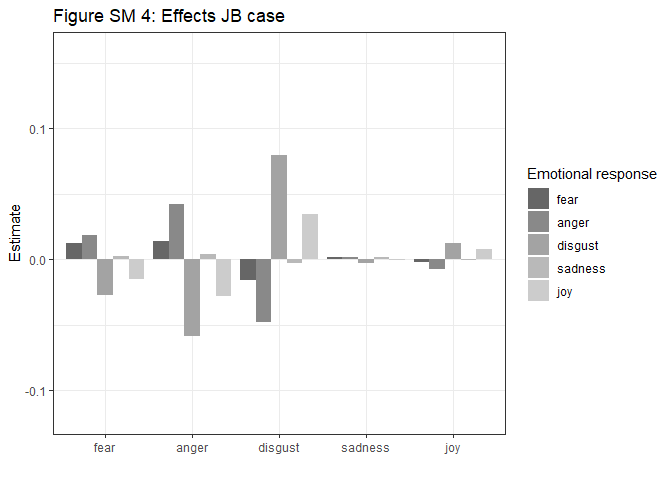 Figure SM 4: Effects JB case
Estimate
0.1
0.0
-0.1
fear anger disgust sadness joy
Emotional response
fear
anger
disgust
sadness
joy